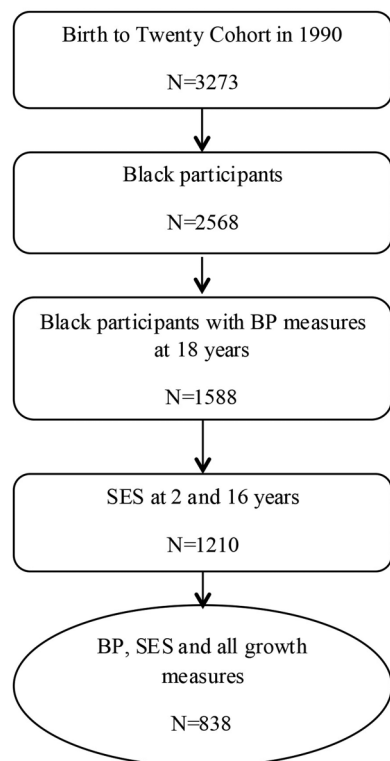 Birth to Twenty Cohort in 1990
N=3273
Black participants
N=2568
Black participants with BP measures
at 18 years
N=1588
SES at 2 and 16 years
N=1210
BP, SES and all growth
measures
N=838